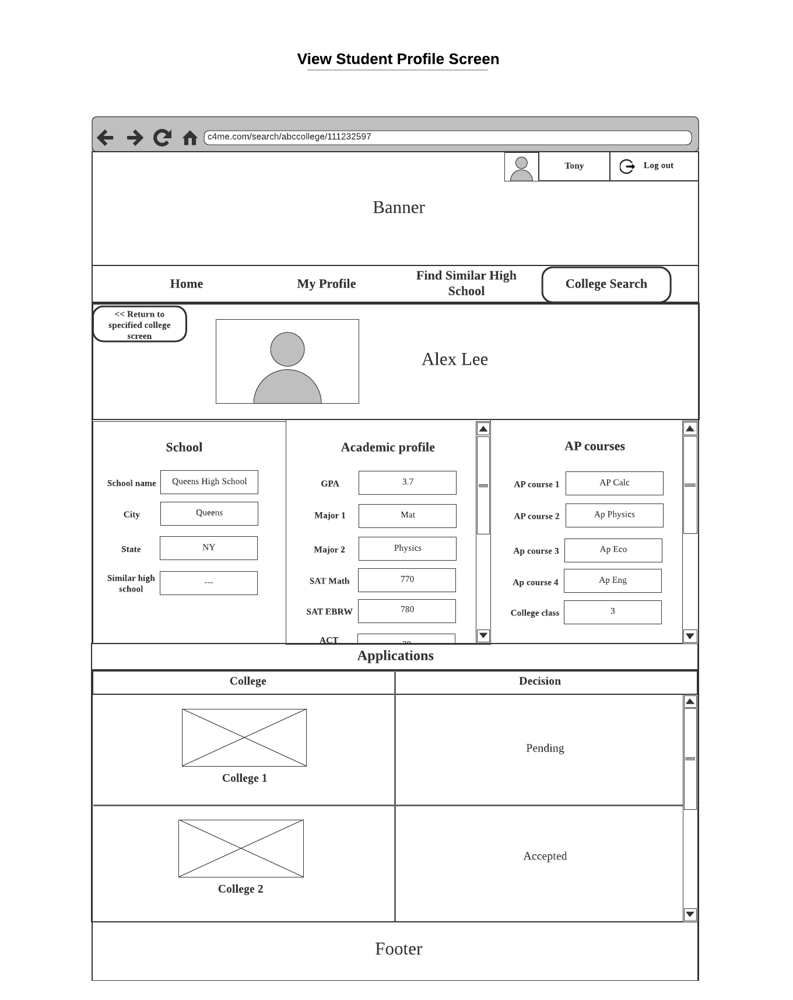 View Student Profile Screen
c4me.com/search/abccollege/111232597
Tony
Log out
Banner
Home
My Profile
Find Similar High
School
College Search
<< Return to
specified college
screen
Alex Lee
School
School name
Queens High School
City
Queens
State
NY
Similar high
school
---
Academic profile
GPA
3.7
Major 1
Mat
Major 2
Physics
SAT Math
770
SAT EBRW
780
ACT
AP courses
AP course 1
AP Calc
AP course 2
Ap Physics
Ap course 3
Ap Eco
Ap course 4
Ap Eng
College class
3
Applications
College
Decision
College 1
Pending
College 2
Accepted
Footer